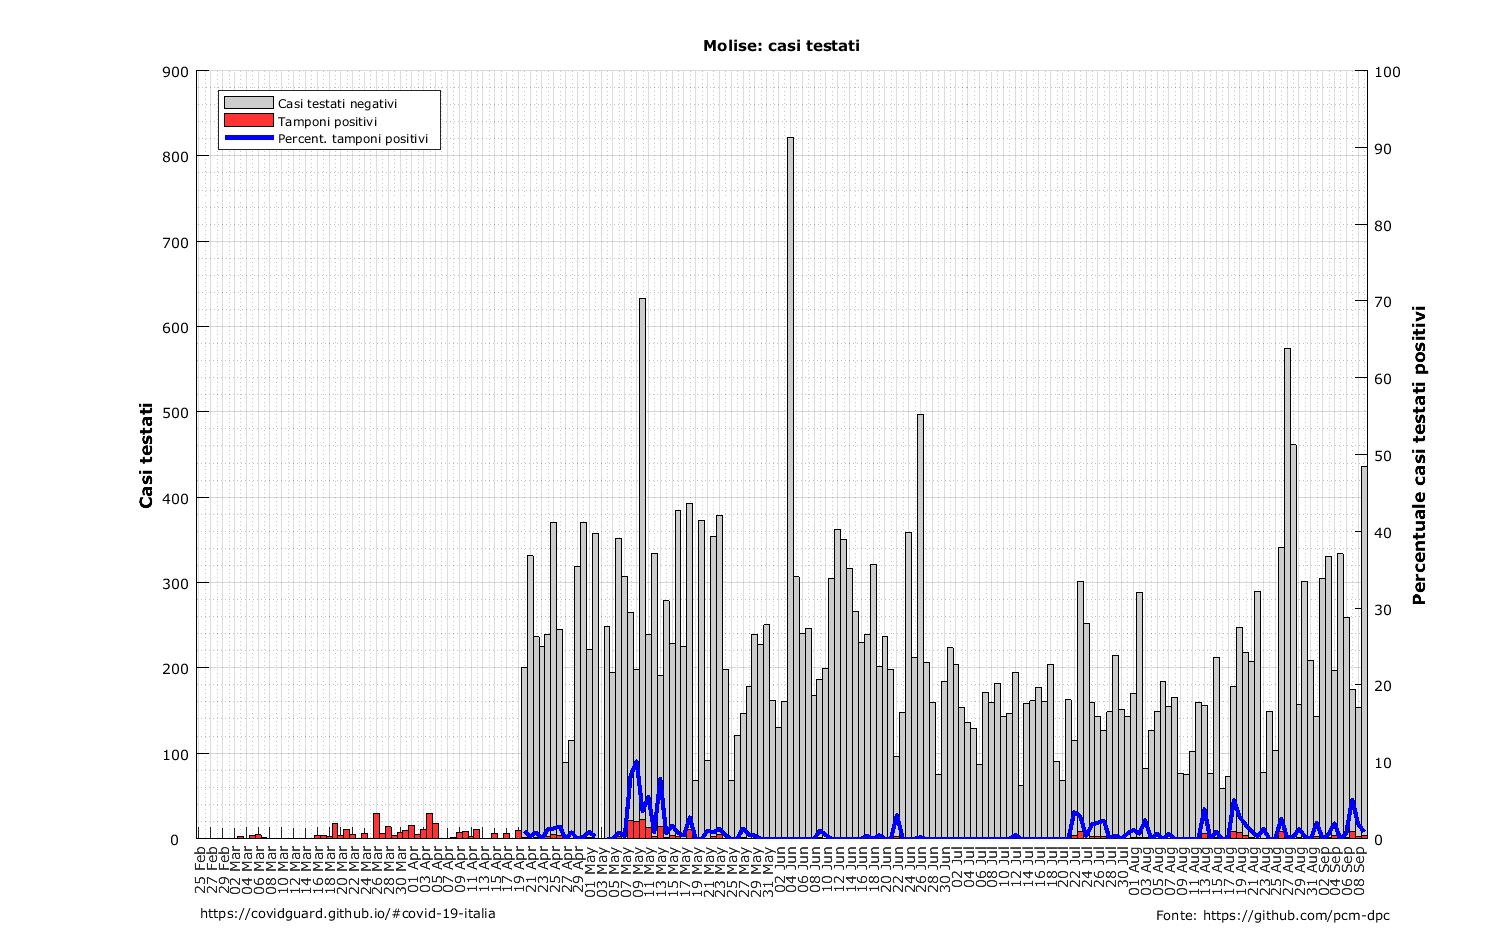 Molise: casi testati
900
800
700
600
500
400
300
200
100
0
Casi testati
Casi testati negativi
Tamponi positivi
Percent. tamponi positivi
100
90
80
70
60
50
40
30
20
10
0
Percentuale casi testati positivi
25 Feb
27 Feb
29 Feb
02 Mar
04 Mar
06 Mar
08 Mar
10 Mar
12 Mar
14 Mar
16 Mar
18 Mar
20 Mar
22 Mar
24 Mar
26 Mar
28 Mar
30 Mar
01 Apr
03 Apr
05 Apr
07 Apr
09 Apr
11 Apr
13 Apr
15 Apr
17 Apr
19 Apr
21 Apr
23 Apr
25 Apr
27 Apr
29 Apr
01 May
03 May
05 May
07 May
09 May
11 May
13 May
15 May
17 May
19 May
21 May
23 May
25 May
27 May
29 May
31 May
02 Jun
04 Jun
06 Jun
08 Jun
10 Jun
12 Jun
14 Jun
16 Jun
18 Jun
20 Jun
22 Jun
24 Jun
26 Jun
28 Jun
30 Jun
02 Jul
04 Jul
06 Jul
08 Jul
10 Jul
12 Jul
14 Jul
16 Jul
18 Jul
20 Jul
22 Jul
24 Jul
26 Jul
28 Jul
30 Jul
01 Aug
03 Aug
05 Aug
07 Aug
09 Aug
11 Aug
13 Aug
15 Aug
17 Aug
19 Aug
21 Aug
23 Aug
25 Aug
27 Aug
29 Aug
31 Aug
02 Sep
04 Sep
06 Sep
08 Sep
https://covidguard.github.io/#covid-19-italia
Fonte: https://github.com/pcm-dpc